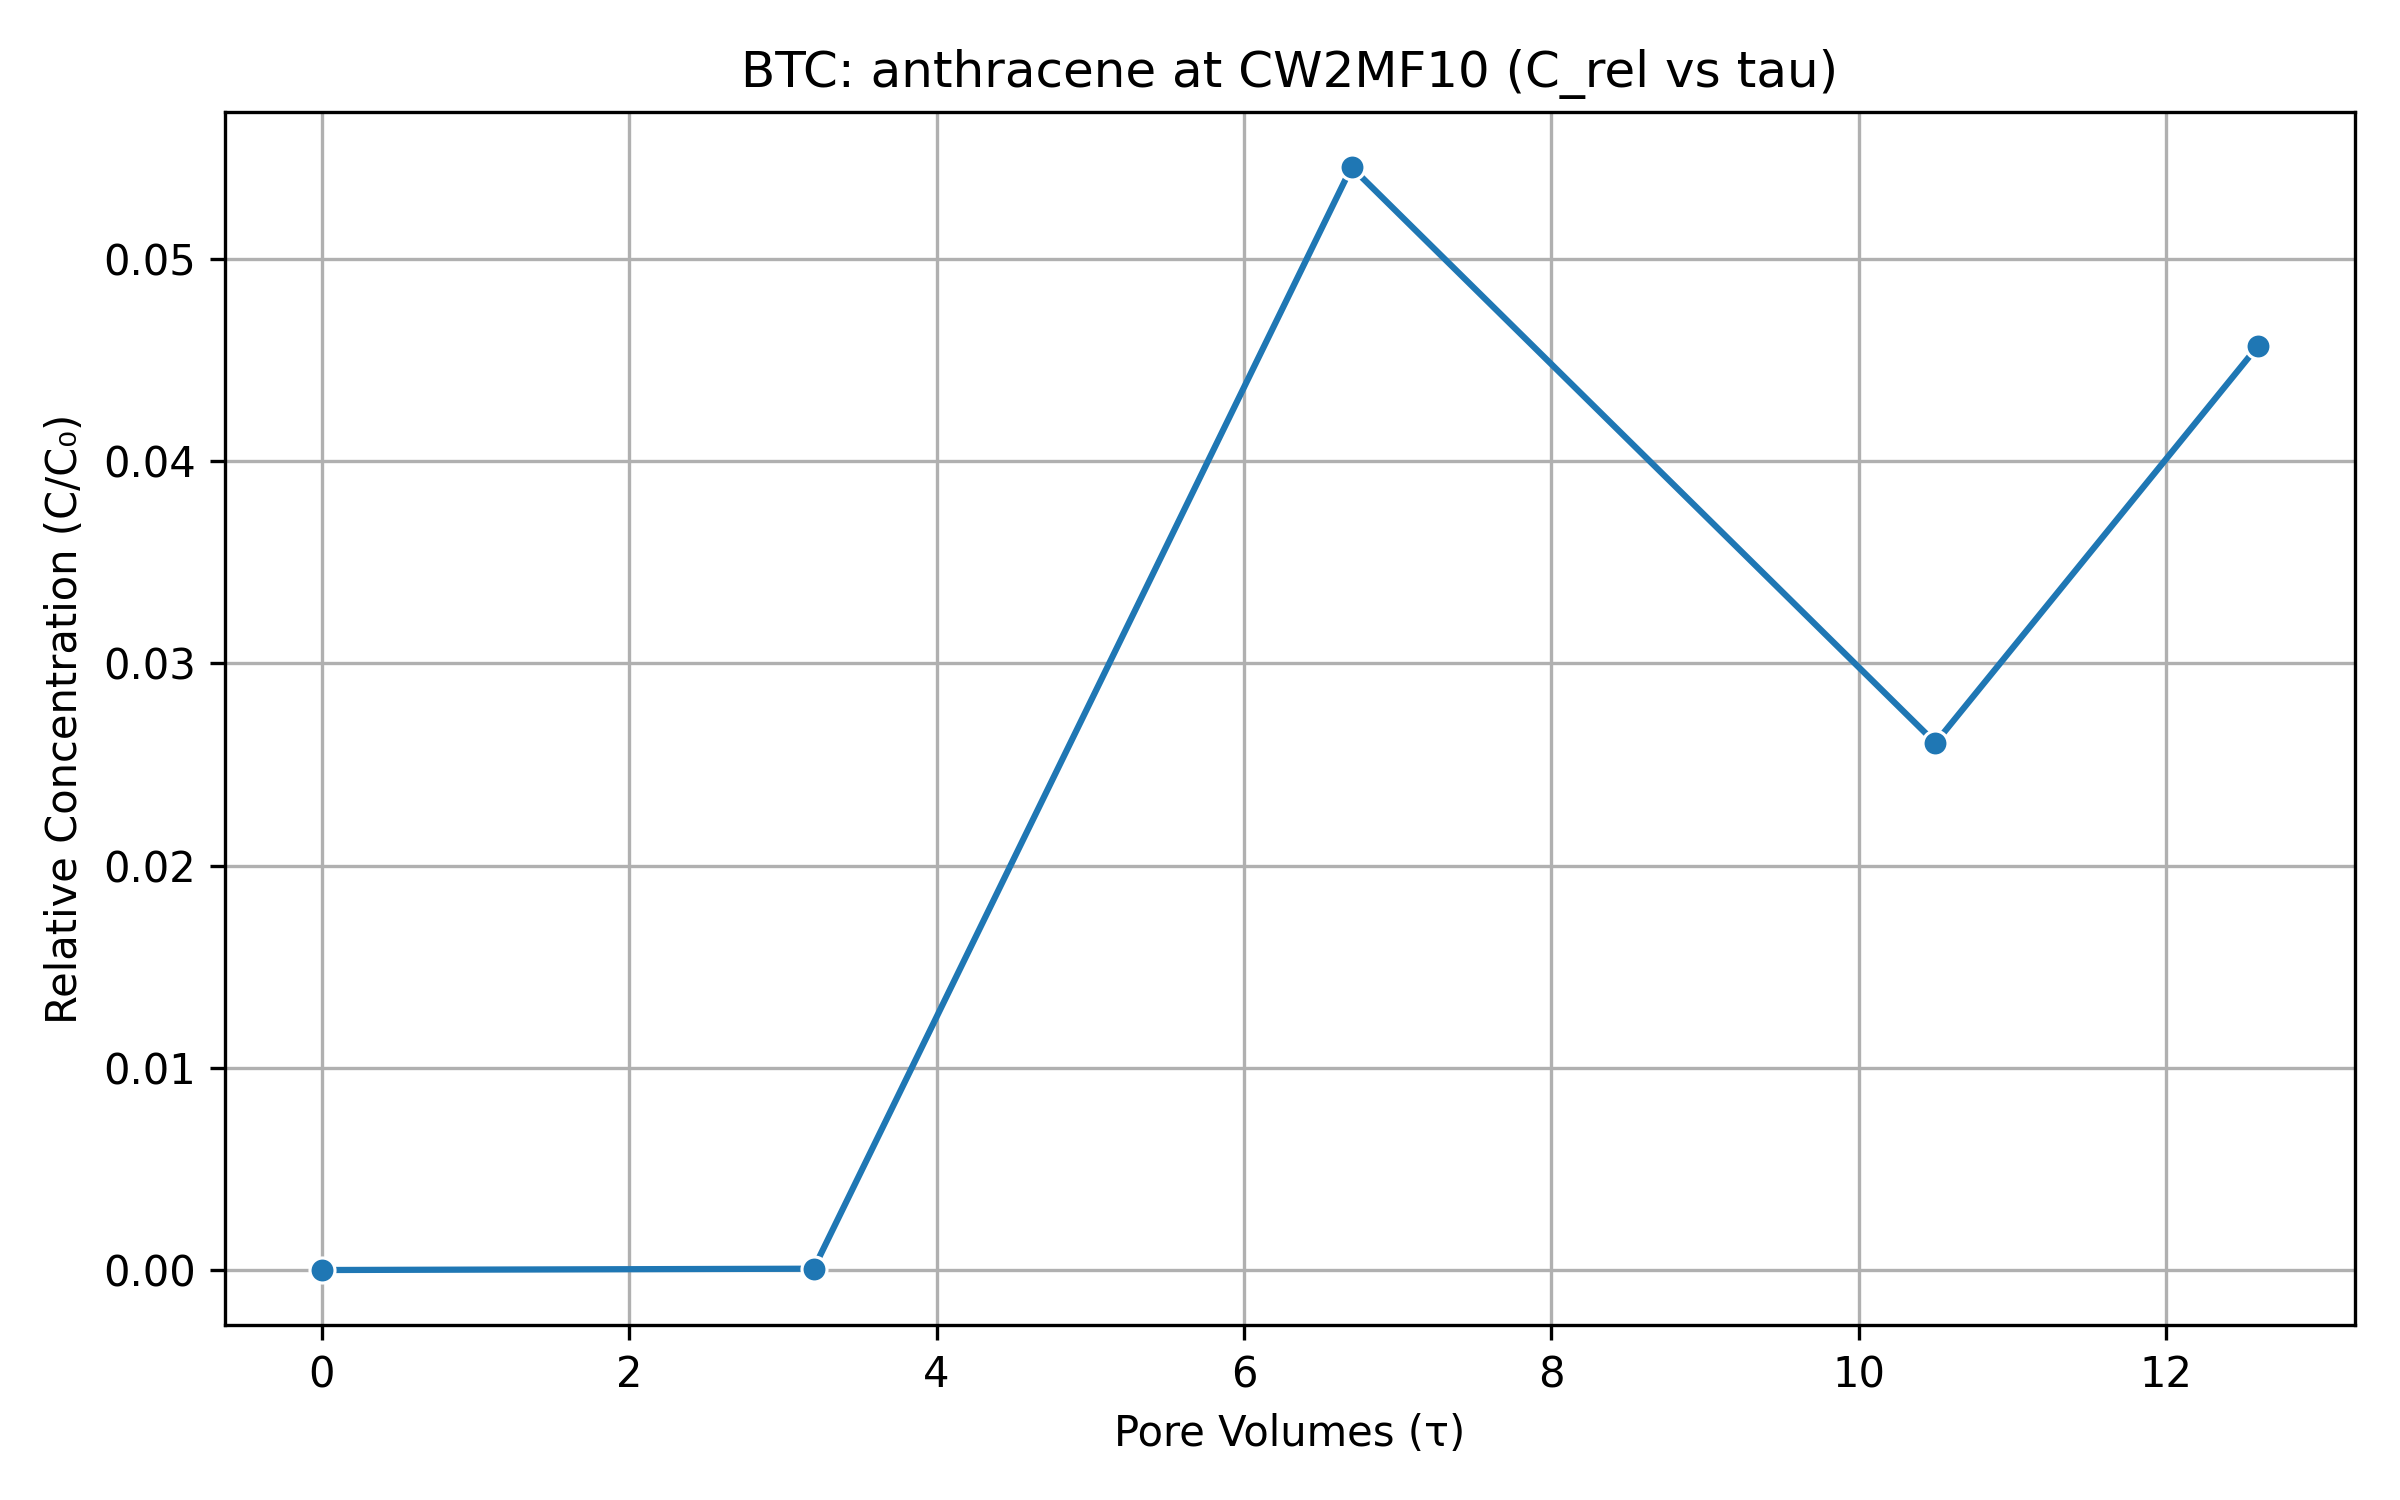 BTC: anthracene at CW2MF10 (C_rel vs tau)
Relative Concentration (C/C₀)
0.05
0.04
0.03
0.02
0.01
0.00
0 2 4 6 8 10 12
Pore Volumes (τ)